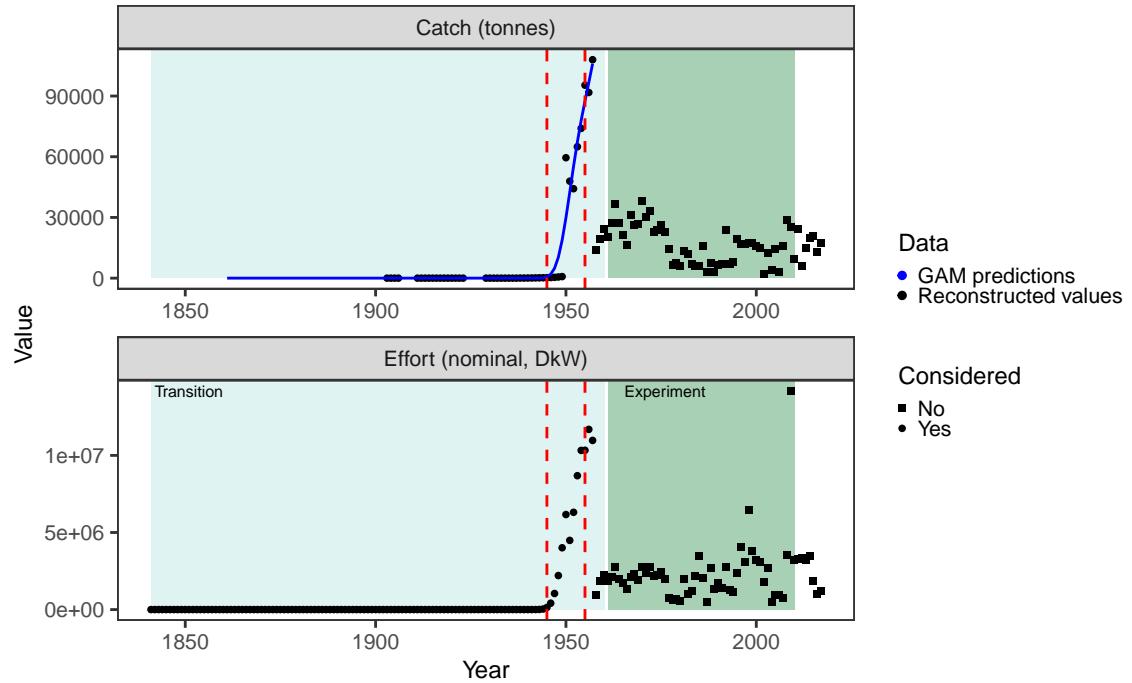 Catch (tonnes)
90000
60000
30000
0
1850
1900
1950
2000
Value
Effort (nominal, DkW)
Transition
Experiment
1e+07
5e+06
0e+00
1850
1900
1950
2000
Year
Data
GAM predictions
Reconstructed values
Considered
No
Yes